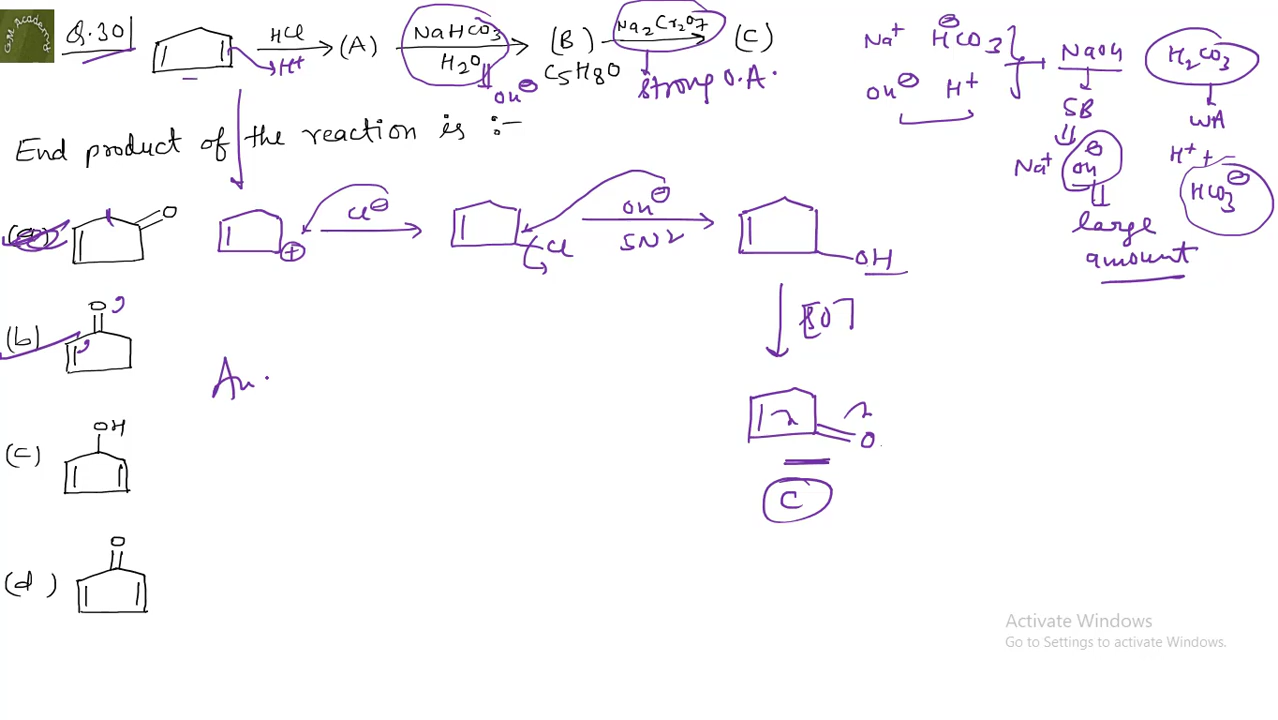 GM Academy
Q.30
HCl → (A) NaHCO3 → (B) Na2Cr2O7 → (C)
H+ H2O C5H8O
OH⊖ strong O.A.
Na+ HCO3⊖ → NaOH H2CO3
OH⊖ H+
SB WA
Na+ OH⊖ H+ + HCO3⊖
large
amount
End product of the reaction is :-
(a) O
⊕ Cl⊖ → Cl OH⊖ → OH
SN2
(b) O
[O]
An.
O
C
(c) OH
(d) O
Activate Windows
Go to Settings to activate Windows.